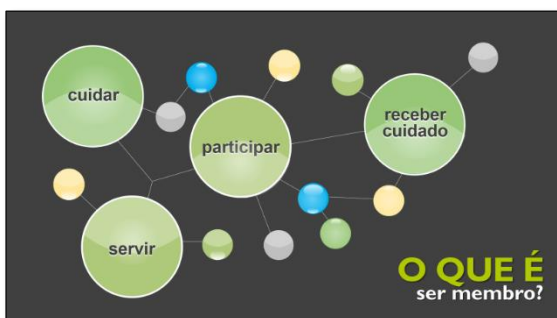 cuidar
participar
receber
cuidado
servir
O QUE É
ser membro?